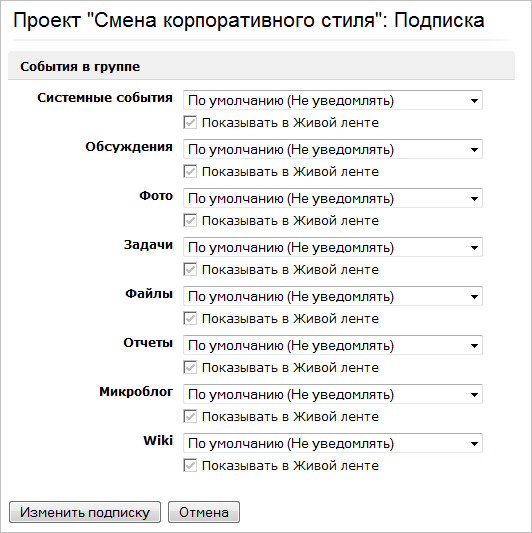 Проект "Смена корпоративного стиля": Подписка
События в группе
Системные события По умолчанию (Не уведомлять)
Показывать в Живой ленте
Обсуждения По умолчанию (Не уведомлять)
Показывать в Живой ленте
Фото По умолчанию (Не уведомлять)
Показывать в Живой ленте
Задачи По умолчанию (Не уведомлять)
Показывать в Живой ленте
Файлы По умолчанию (Не уведомлять)
Показывать в Живой ленте
Отчеты По умолчанию (Не уведомлять)
Показывать в Живой ленте
Микроблог По умолчанию (Не уведомлять)
Показывать в Живой ленте
Wiki По умолчанию (Не уведомлять)
Показывать в Живой ленте
Изменить подписку Отмена